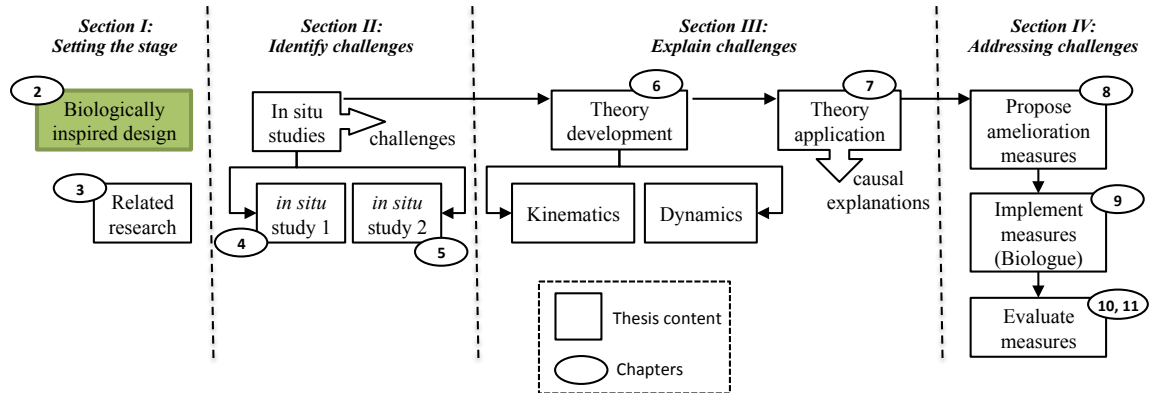 Section I:
Setting the stage
Section II:
Identify challenges
Section III:
Explain challenges
Section IV:
Addressing challenges
2
Biologically
inspired design
3
Related
research
In situ
studies
challenges
in situ
study 1
4
in situ
study 2
5
6
Theory
development
Kinematics
Dynamics
7
Theory
application
causal
explanations
8
Propose
amelioration
measures
9
Implement
measures
(Biologue)
10, 11
Evaluate
measures
Thesis content
Chapters